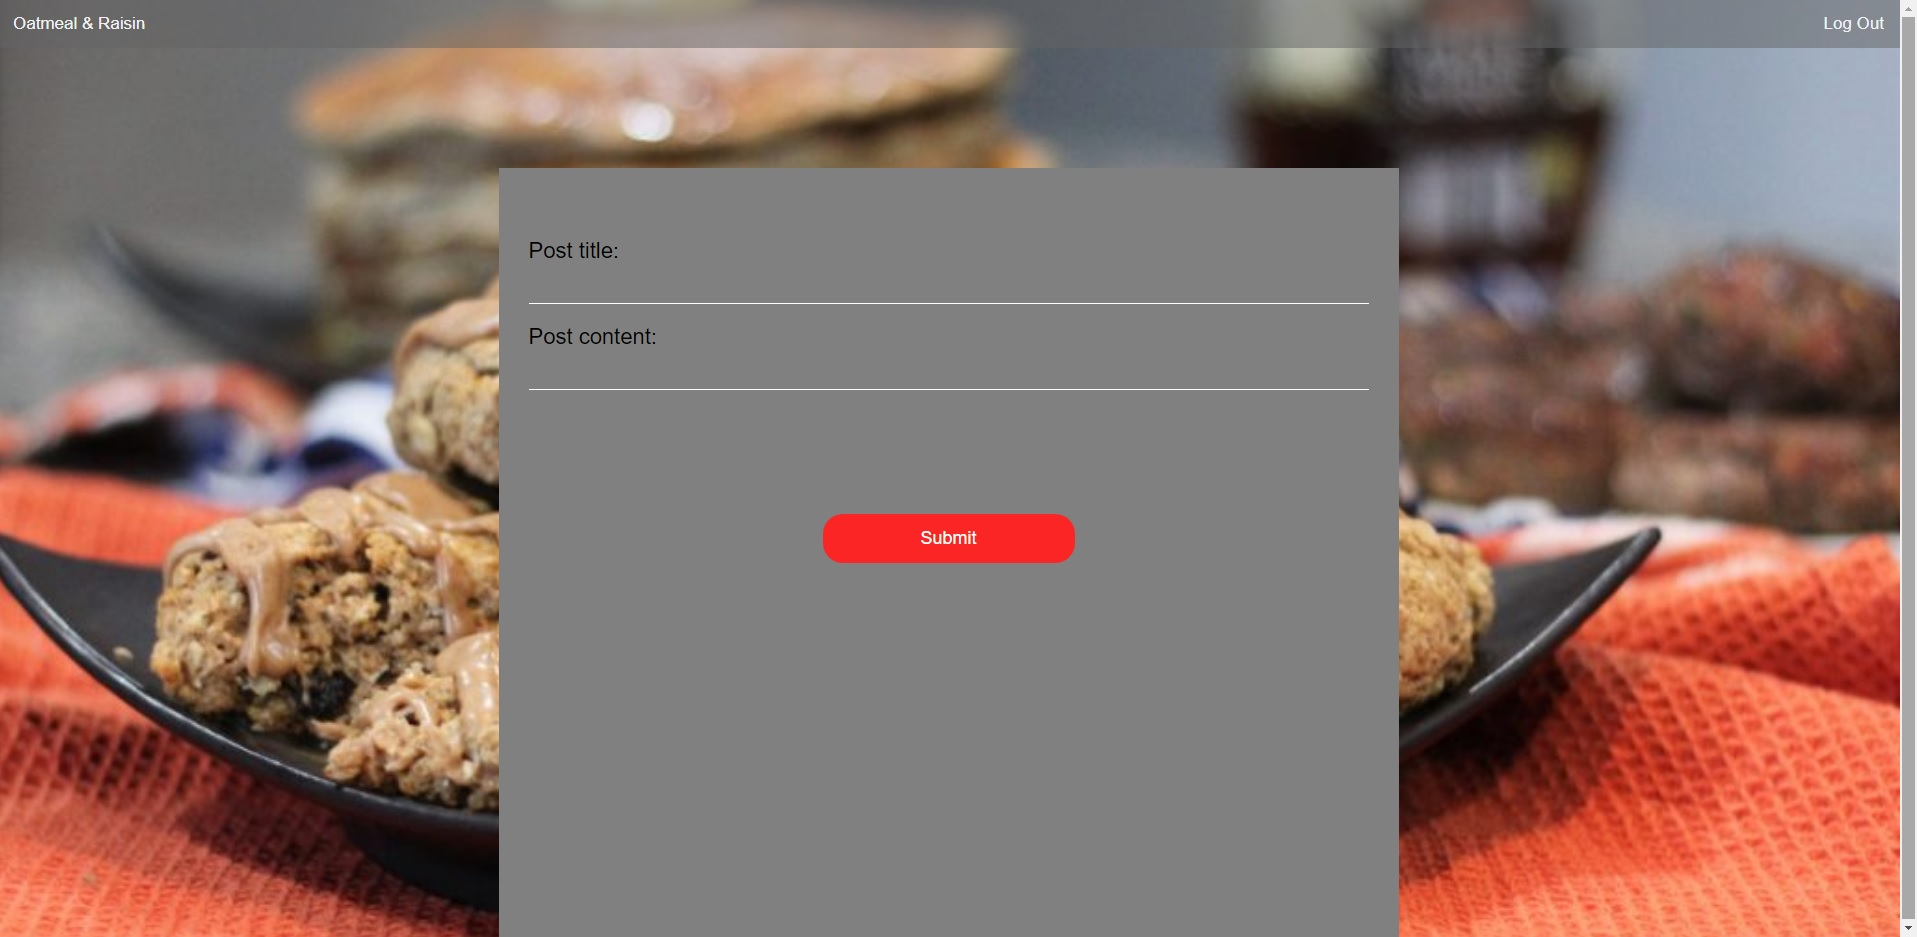 Oatmeal & Raisin
Log Out
Post title:
Post content:
Submit